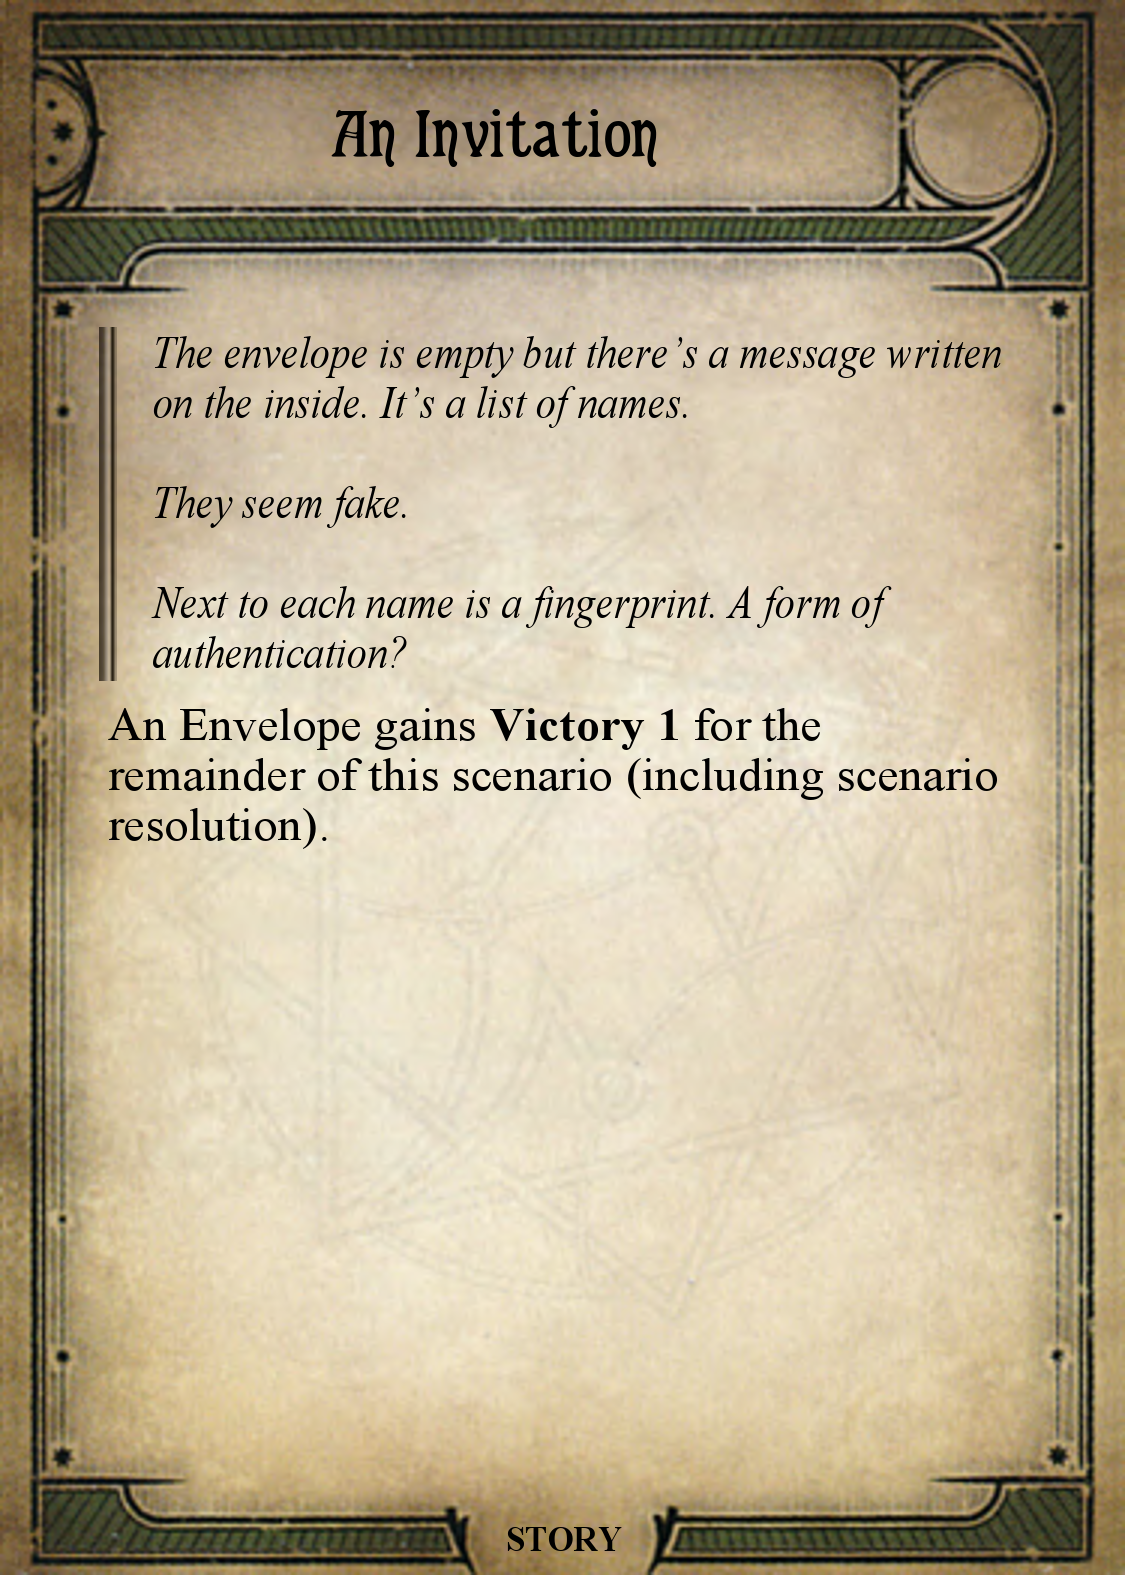 An Invitation
The envelope is empty but there's a message written
on the inside. It's a list of names.
They seem fake.
Next to each name is a fingerprint. A form of
authentication?
An Envelope gains Victory 1 for the
remainder of this scenario (including scenario
resolution).
STORY